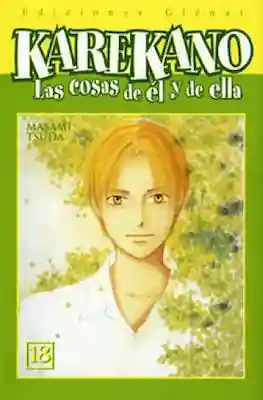 Ediciones Glénat
KAREKANO
Las cosas de él y de ella
MASAMI
TSUDA
18